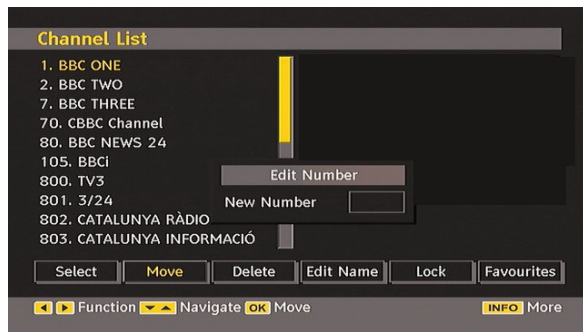 Channel List
1. BBC ONE
2. BBC TWO
7. BBC THREE
70. CBBC Channel
80. BBC NEWS 24
105. BBCi
800. TV3
801. 3/24
802. CATALUNYA RÀDIO
803. CATALUNYA INFORMACIÓ
Edit Number
New Number
Select Move Delete Edit Name Lock Favourites
Function Navigate OK Move INFO More